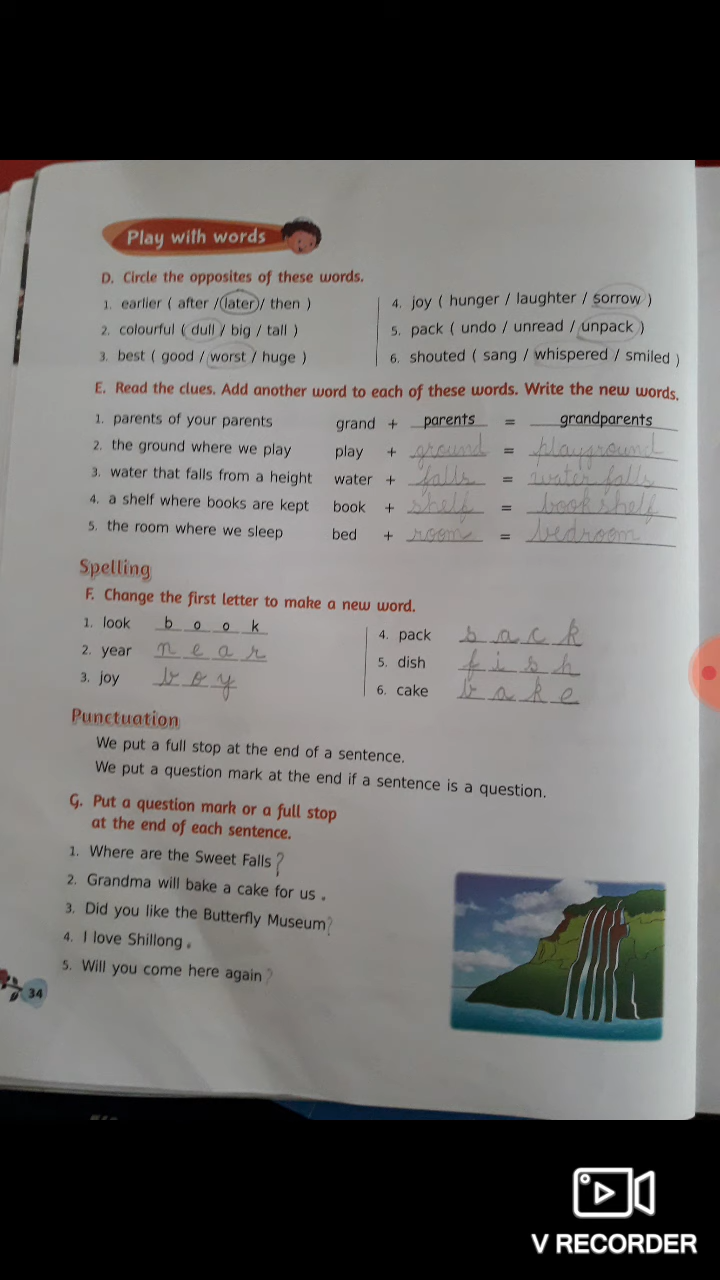 Play with words
D. Circle the opposites of these words.
1. earlier ( after / later / then )
2. colourful ( dull / big / tall )
3. best ( good / worst / huge )
4. joy ( hunger / laughter / sorrow )
5. pack ( undo / unread / unpack )
6. shouted ( sang / whispered / smiled )
E. Read the clues. Add another word to each of these words. Write the new words.
1. parents of your parents grand + parents = grandparents
2. the ground where we play play + ground = playground
3. water that falls from a height water + falls = water falls
4. a shelf where books are kept book + shelf = book shelf
5. the room where we sleep bed + room = bedroom
Spelling
F. Change the first letter to make a new word.
1. look b o o k
2. year n e a r
3. joy b o y
4. pack s a c k
5. dish f i s h
6. cake b a k e
Punctuation
We put a full stop at the end of a sentence.
We put a question mark at the end if a sentence is a question.
G. Put a question mark or a full stop
at the end of each sentence.
1. Where are the Sweet Falls?
2. Grandma will bake a cake for us .
3. Did you like the Butterfly Museum?
4. I love Shillong .
5. Will you come here again?
34
V RECORDER